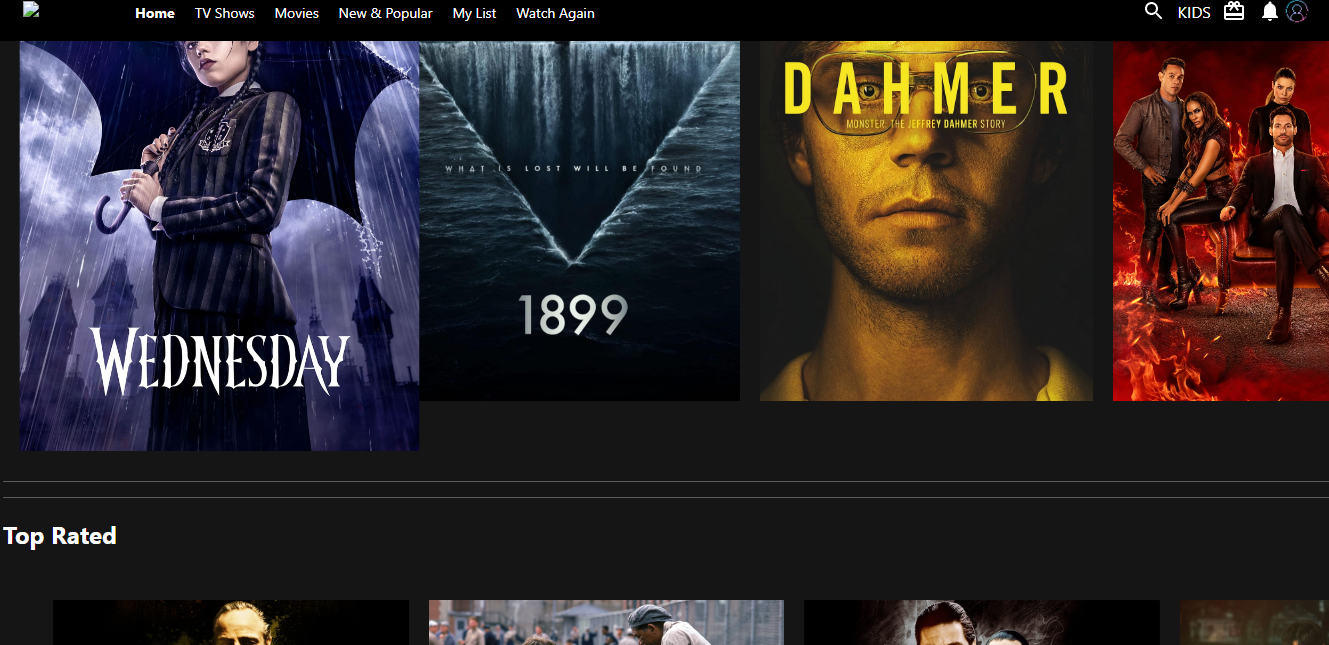 Home TV Shows Movies New & Popular My List Watch Again KIDS
WEDNESDAY
WHAT IS LOST WILL BE FOUND
1899
DAHMER
MONSTER: THE JEFFREY DAHMER STORY
Top Rated